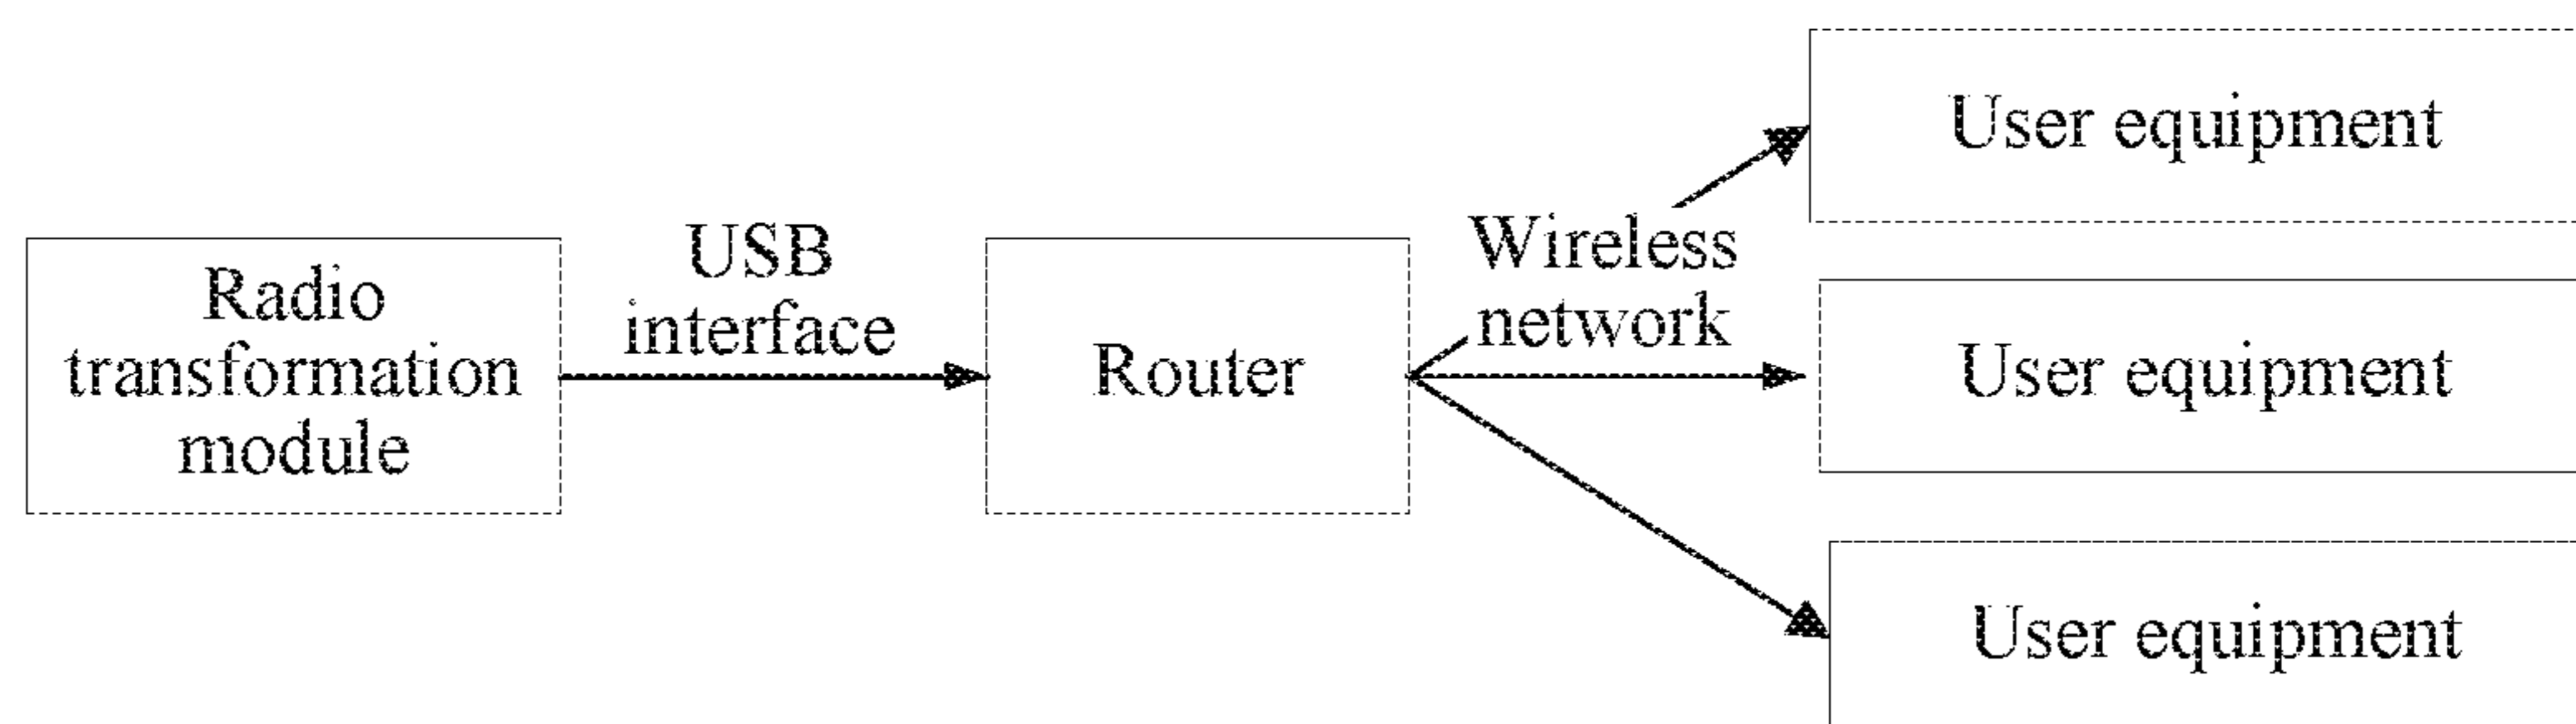 Radio
transformation
module
USB
interface
Router
Wireless
network
User equipment
User equipment
User equipment